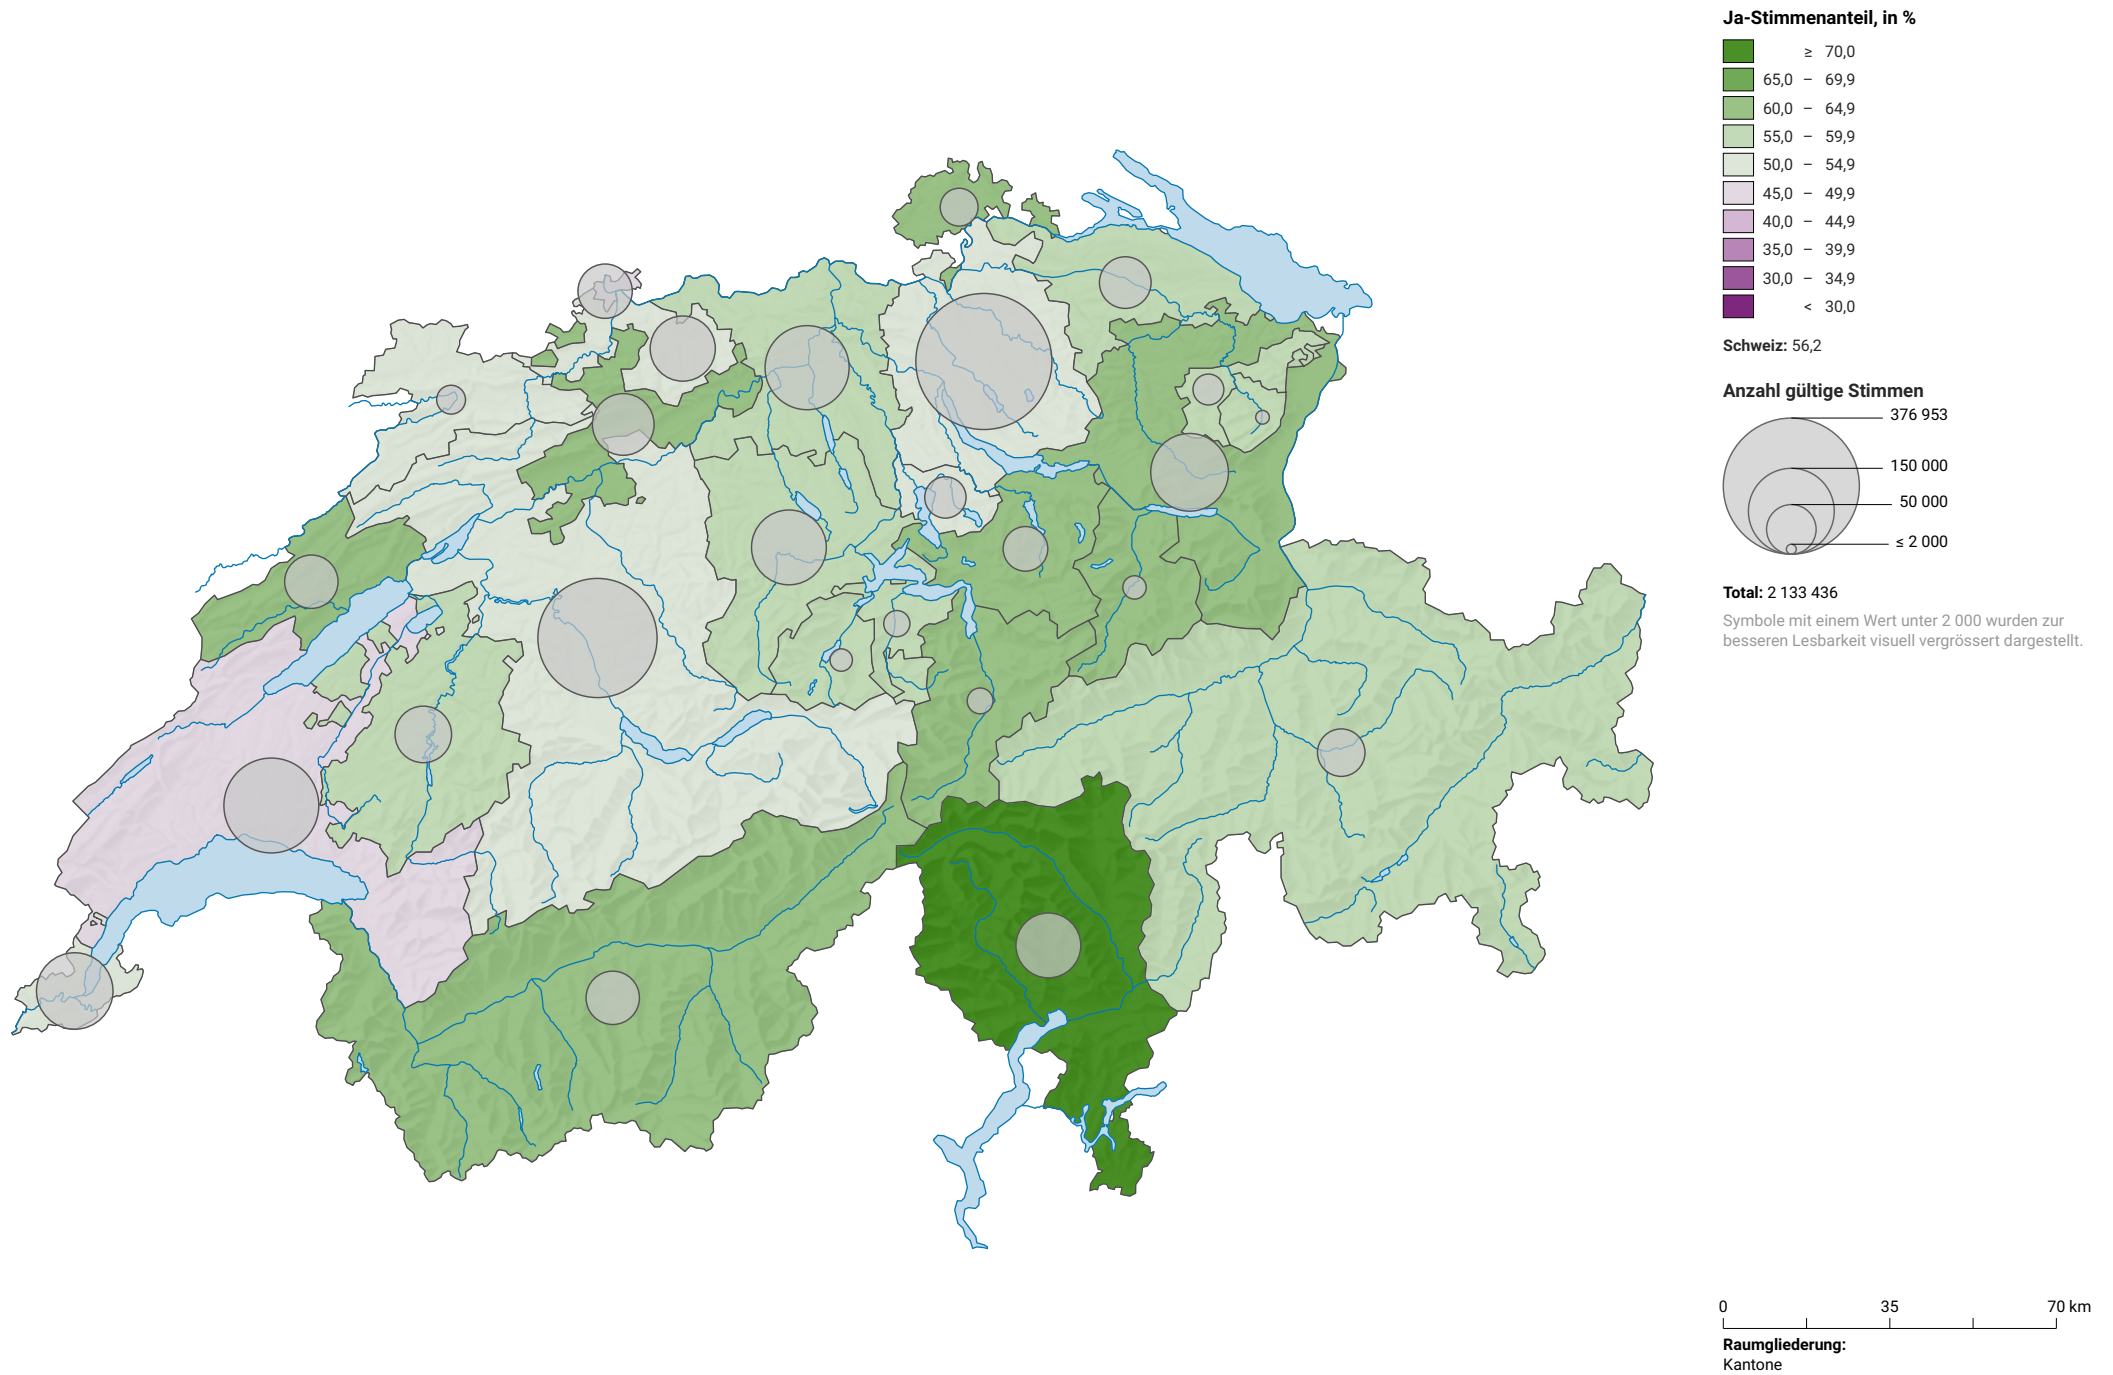 Ja-Stimmenanteil, in %
≥ 70,0
65,0 – 69,9
60,0 – 64,9
55,0 – 59,9
50,0 – 54,9
45,0 – 49,9
40,0 – 44,9
35,0 – 39,9
30,0 – 34,9
< 30,0
Schweiz: 56,2
Anzahl gültige Stimmen
376 953
150 000
50 000
≤ 2 000
Total: 2 133 436
Symbole mit einem Wert unter 2 000 wurden zur
besseren Lesbarkeit visuell vergrössert dargestellt.
0 35 70 km
Raumgliederung:
Kantone